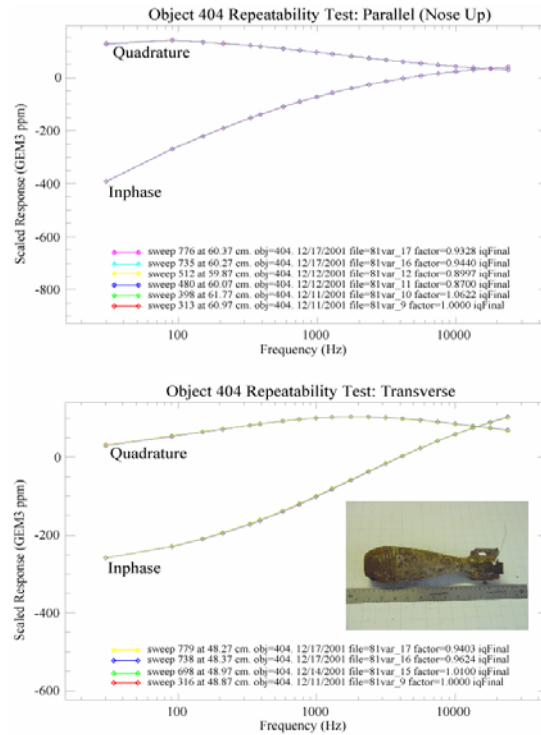 Object 404 Repeatability Test: Parallel (Nose Up)
Scaled Response (GEM3 ppm)
0
-200
-400
-600
-800
Quadrature
Inphase
sweep 776 at 60.37 cm. obj=404. 12/17/2001 file=81var_17 factor=0.9328 iqFinal
sweep 735 at 60.27 cm. obj=404. 12/17/2001 file=81var_16 factor=0.9440 iqFinal
sweep 512 at 59.87 cm. obj=404. 12/12/2001 file=81var_12 factor=0.8997 iqFinal
sweep 480 at 60.07 cm. obj=404. 12/12/2001 file=81var_11 factor=0.8700 iqFinal
sweep 398 at 61.77 cm. obj=404. 12/11/2001 file=81var_10 factor=1.0622 iqFinal
sweep 313 at 60.97 cm. obj=404. 12/11/2001 file=81var_9 factor=1.0000 iqFinal
100 1000 10000
Frequency (Hz)
Object 404 Repeatability Test: Transverse
Scaled Response (GEM3 ppm)
0
-200
-400
-600
Quadrature
Inphase
sweep 779 at 48.27 cm. obj=404. 12/17/2001 file=81var_17 factor=0.9403 iqFinal
sweep 738 at 48.37 cm. obj=404. 12/17/2001 file=81var_16 factor=0.9624 iqFinal
sweep 698 at 48.97 cm. obj=404. 12/14/2001 file=81var_15 factor=1.0100 iqFinal
sweep 316 at 48.87 cm. obj=404. 12/11/2001 file=81var_9 factor=1.0000 iqFinal
100 1000 10000
Frequency (Hz)